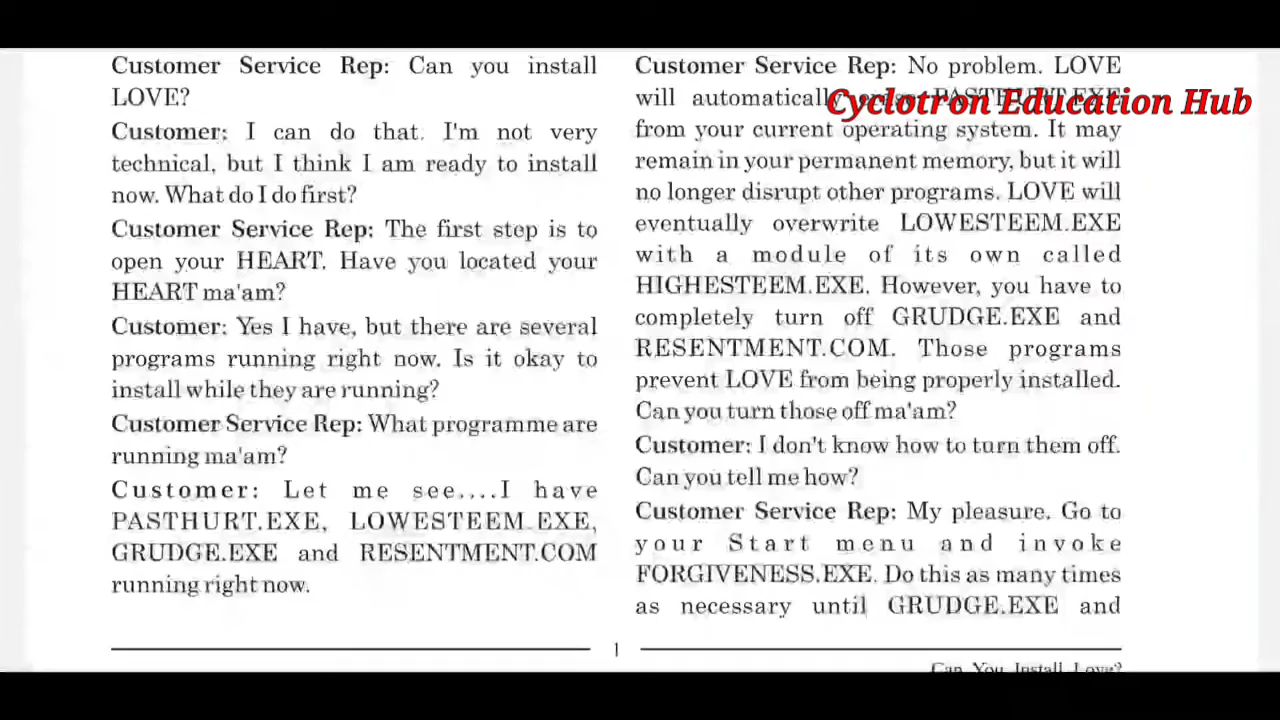 Customer Service Rep: Can you install
LOVE?
Customer: I can do that. I'm not very
technical, but I think I am ready to install
now. What do I do first?
Customer Service Rep: The first step is to
open your HEART. Have you located your
HEART ma'am?
Customer: Yes I have, but there are several
programs running right now. Is it okay to
install while they are running?
Customer Service Rep: What programme are
running ma'am?
Customer: Let me see....I have
PASTHURT.EXE, LOWESTEEM.EXE,
GRUDGE.EXE and RESENTMENT.COM
running right now.
Customer Service Rep: No problem. LOVE
will automatically PASTHURT.EXE
from your current operating system. It may
remain in your permanent memory, but it will
no longer disrupt other programs. LOVE will
eventually overwrite LOWESTEEM.EXE
with a module of its own called
HIGHESTEEM.EXE. However, you have to
completely turn off GRUDGE.EXE and
RESENTMENT.COM. Those programs
prevent LOVE from being properly installed.
Can you turn those off ma'am?
Customer: I don't know how to turn them off.
Can you tell me how?
Customer Service Rep: My pleasure. Go to
your Start menu and invoke
FORGIVENESS.EXE. Do this as many times
as necessary until GRUDGE.EXE and
1
Can You Install Love?
Cyclotron Education Hub